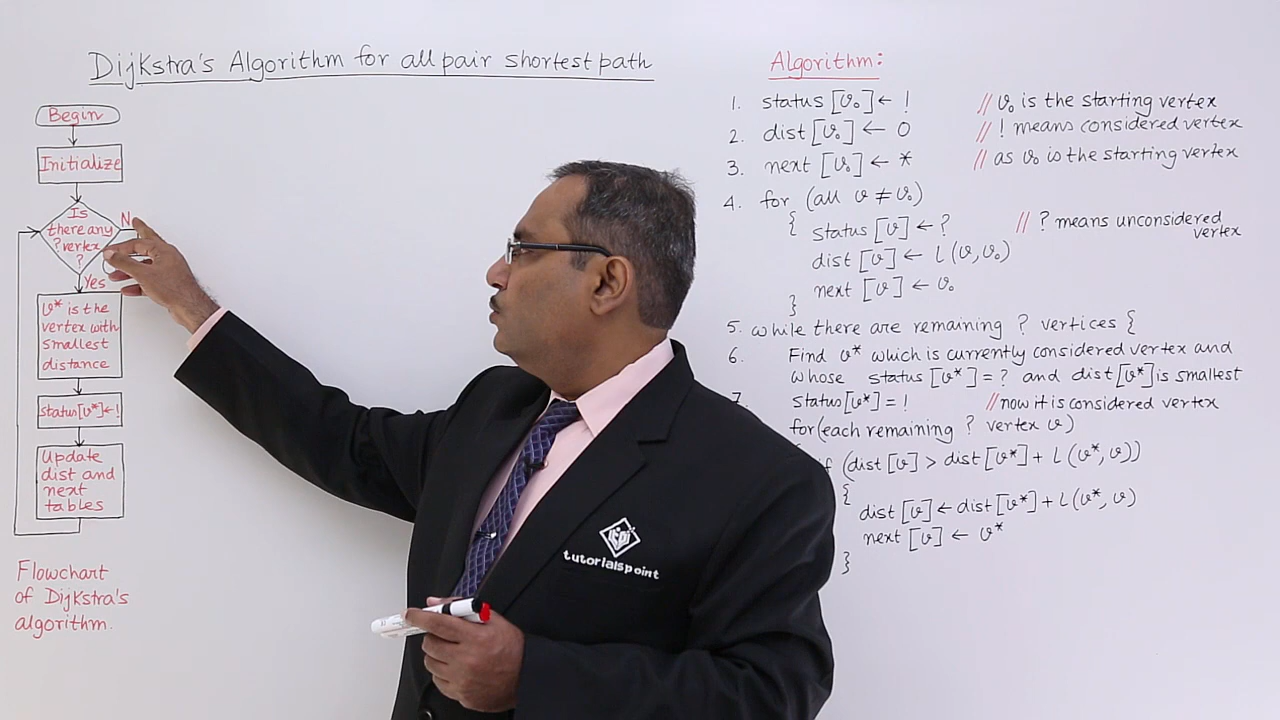 Dijkstra's Algorithm for all pair shortest path
Begin
Initialize
Is
there any
? vertex
?
N
Yes
v* is the
vertex with
smallest
distance
status[v*]←!
Update
dist and
next
tables
Flowchart
of Dijkstra's
algorithm.
Algorithm:
1. status [v₀] ← ! // v₀ is the starting vertex
2. dist [v₀] ← 0 // ! means considered vertex
3. next [v₀] ← * // as v₀ is the starting vertex
4. for (all v ≠ v₀)
{ status [v] ← ? // ? means unconsidered
vertex
dist [v] ← L (v, v₀)
next [v] ← v₀
}
5. while there are remaining ? vertices {
6. Find v* which is currently considered vertex and
whose status [v*] = ? and dist [v*] is smallest
7. status [v*] = ! // now it is considered vertex
for (each remaining ? vertex v)
(dist [v] > dist [v*] + L (v*, v))
{
dist [v] ← dist [v*] + L (v*, v)
next [v] ← v*
}
tutorialspoint